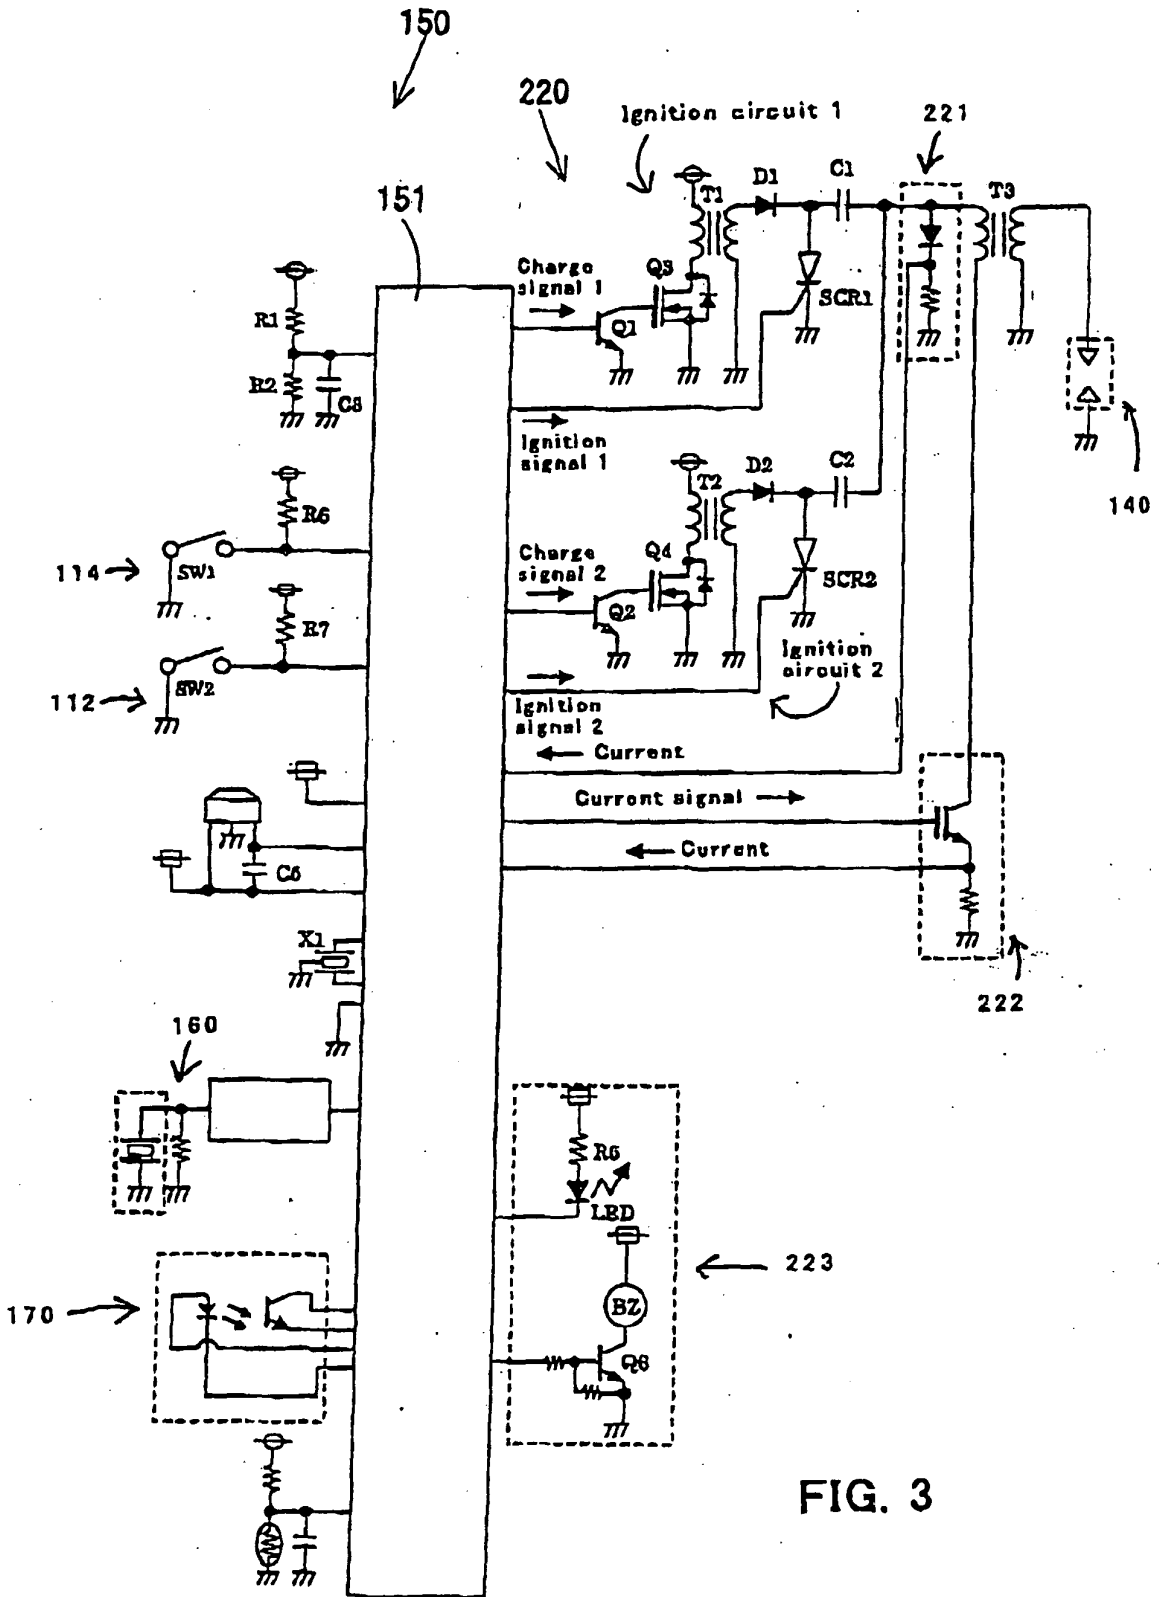 150
220
Ignition circuit 1
221
151
T1
D1
C1
T3
Charge
signal 1
Q3
Q1
SCR1
R1
R2
C3
Ignition
signal 1
140
R6
SW1
114
T2
D2
C2
Charge
signal 2
Q4
Q2
SCR2
R7
SW2
112
Ignition
circuit 2
Ignition
signal 2
Current
Current signal
Current
C5
X1
222
160
R5
LED
223
BZ
Q6
170
FIG. 3